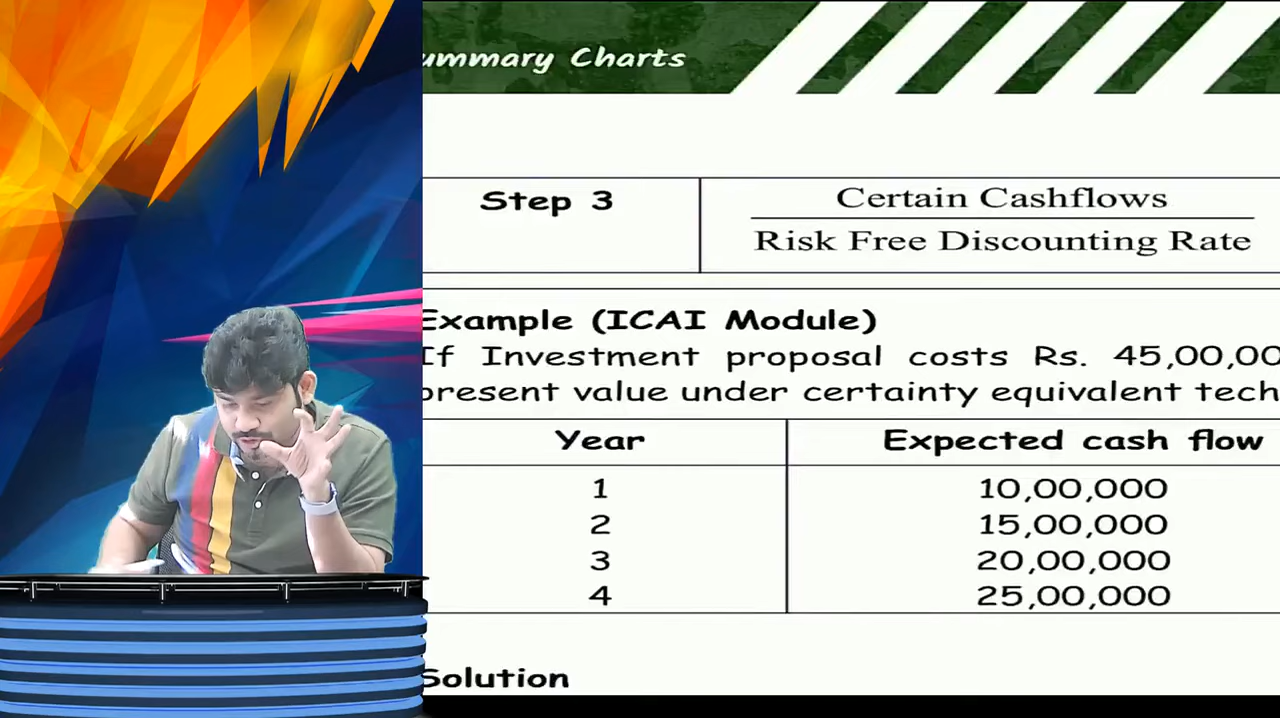 ummary Charts
Step 3
Certain Cashflows
Risk Free Discounting Rate
Example (ICAI Module)
If Investment proposal costs Rs. 45,00,00
present value under certainty equivalent tech
Year Expected cash flow
1 10,00,000
2 15,00,000
3 20,00,000
4 25,00,000
Solution